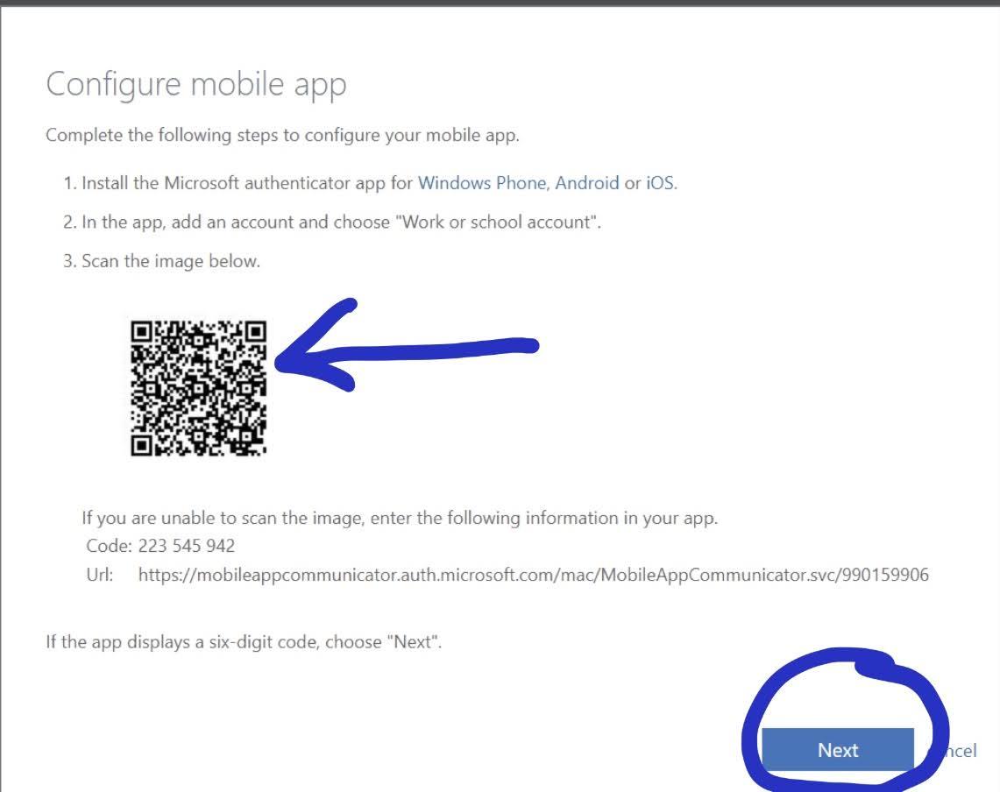 Configure mobile app
Complete the following steps to configure your mobile app.
1. Install the Microsoft authenticator app for Windows Phone, Android or iOS.
2. In the app, add an account and choose "Work or school account".
3. Scan the image below.
If you are unable to scan the image, enter the following information in your app.
Code: 223 545 942
Url: https://mobileappcommunicator.auth.microsoft.com/mac/MobileAppCommunicator.svc/990159906
If the app displays a six-digit code, choose "Next".
Next